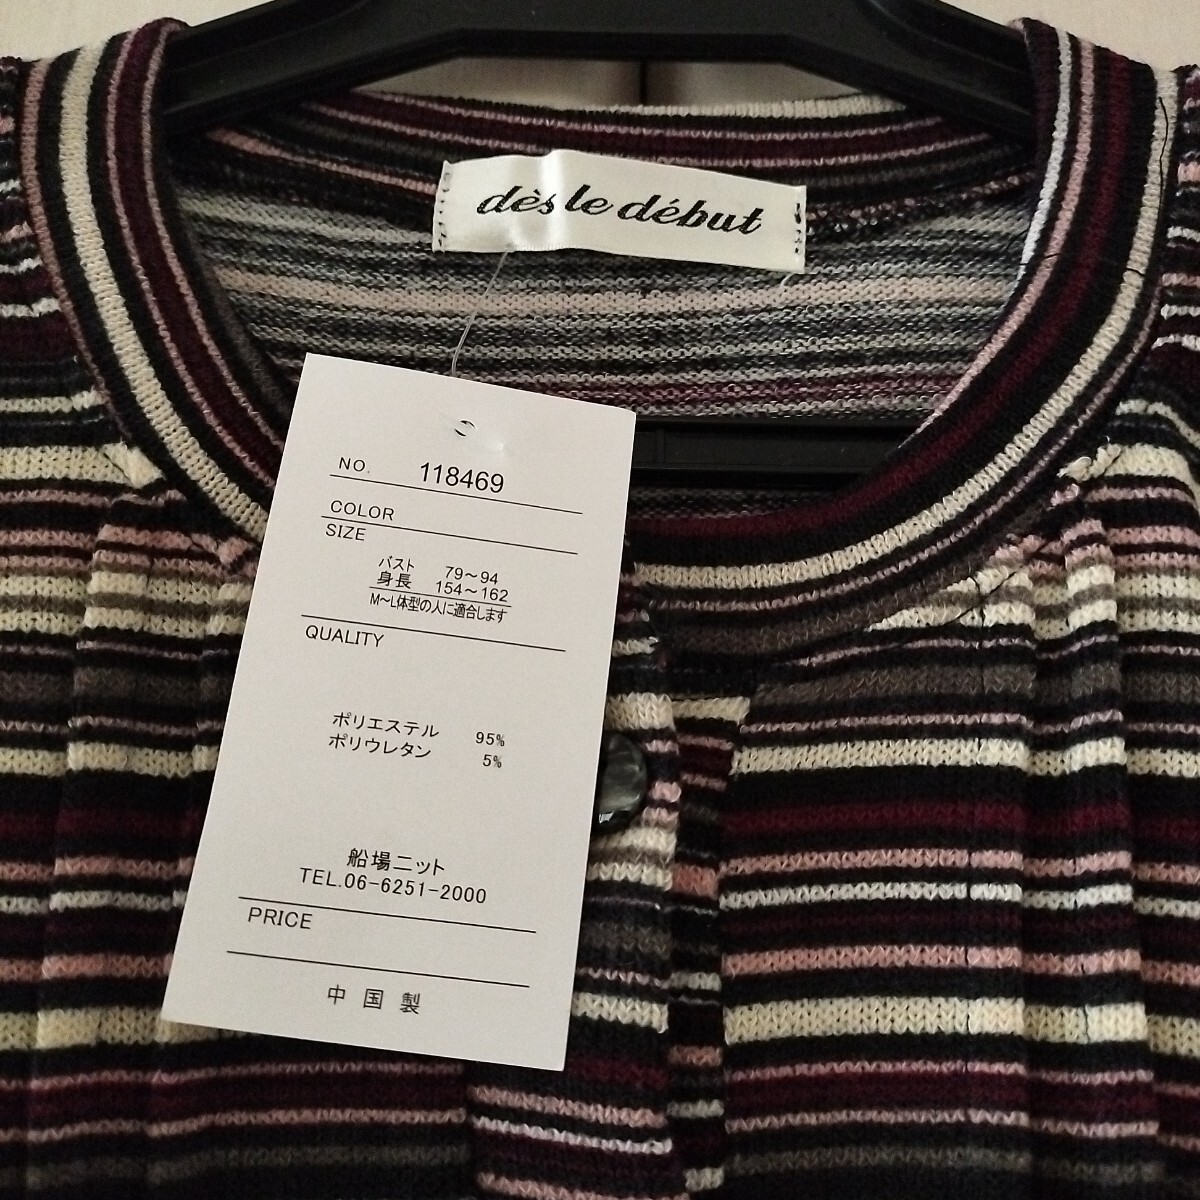 dès le début
NO. 118469
COLOR
SIZE
バスト 79～94
身長 154～162
M～L体型の人に適合します
QUALITY
ポリエステル 95%
ポリウレタン 5%
船場ニット
TEL.06-6251-2000
PRICE
中国製